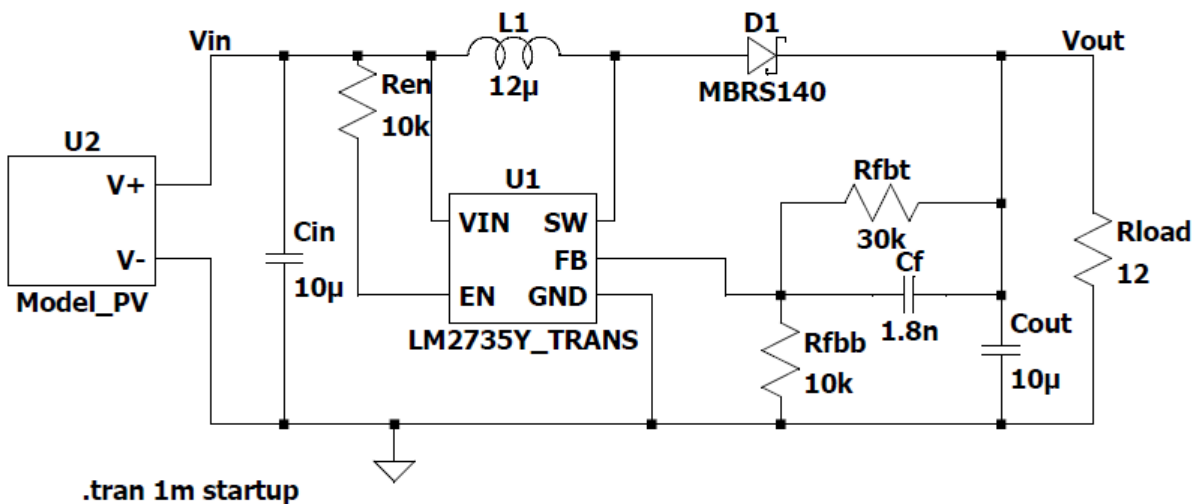 Vin
L1
12µ
D1
MBRS140
Vout
Ren
10k
U2
V+
V-
Model_PV
Cin
10µ
U1
VIN SW
FB
EN GND
LM2735Y_TRANS
Rfbt
30k
Cf
1.8n
Rfbb
10k
Cout
10µ
Rload
12
.tran 1m startup